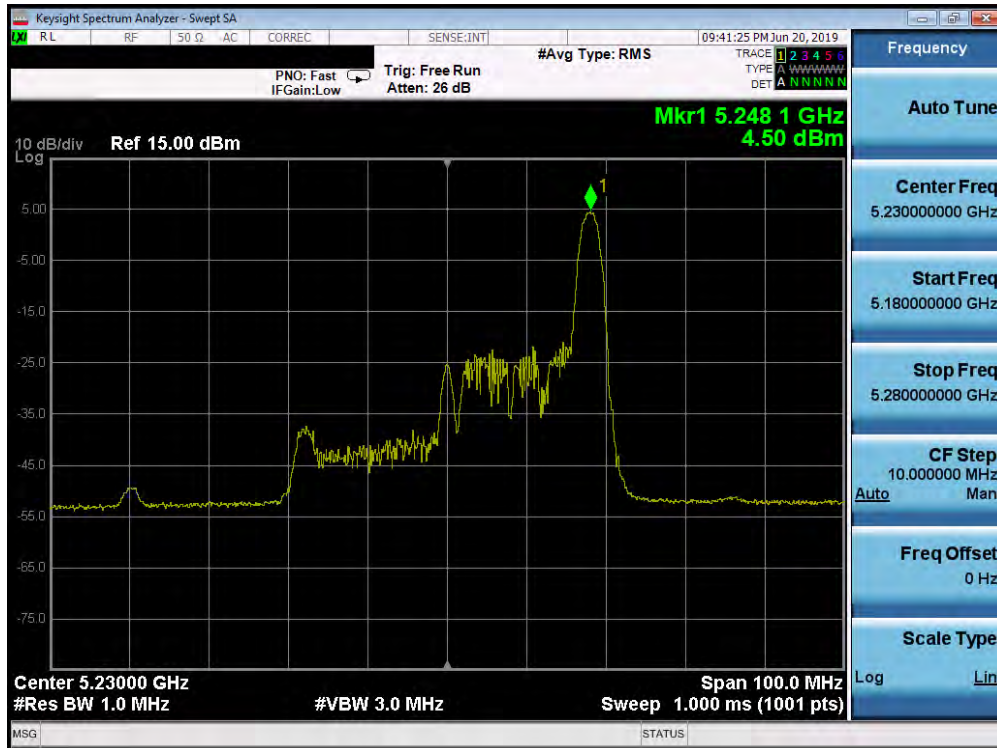 Keysight Spectrum Analyzer - Swept SA
LXI RL RF 50 Ω AC CORREC SENSE:INT 09:41:25 PM Jun 20, 2019
#Avg Type: RMS
TRACE 1 2 3 4 5 6
TYPE A WWWWW
DET A N N N N N
PNO: Fast
IFGain:Low
Trig: Free Run
Atten: 26 dB
Mkr1 5.248 1 GHz
4.50 dBm
10 dB/div Ref 15.00 dBm
Log
1
5.00
-5.00
-15.0
-25.0
-35.0
-45.0
-55.0
-65.0
-75.0
Center 5.23000 GHz
Span 100.0 MHz
#Res BW 1.0 MHz
#VBW 3.0 MHz
Sweep 1.000 ms (1001 pts)
MSG
STATUS
Frequency
Auto Tune
Center Freq
5.230000000 GHz
Start Freq
5.180000000 GHz
Stop Freq
5.280000000 GHz
CF Step
10.000000 MHz
Auto Man
Freq Offset
0 Hz
Scale Type
Log Lin